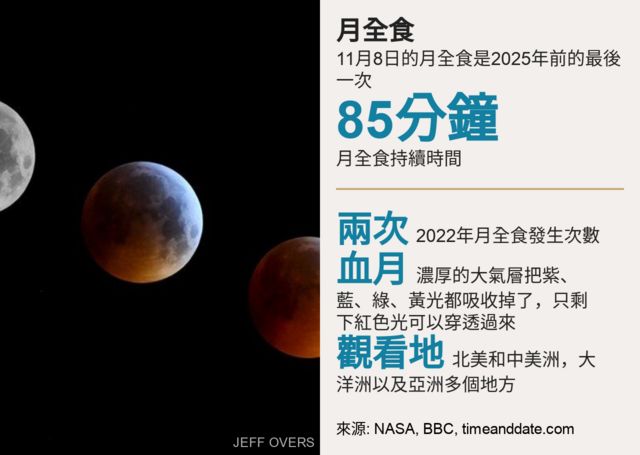 月全食
11月8日的月全食是2025年前的最後
一次
85分鐘
月全食持續時間
兩次 2022年月全食發生次數
血月 濃厚的大氣層把紫、
藍、綠、黃光都吸收掉了，只剩
下紅色光可以穿透過來
觀看地 北美和中美洲，大
洋洲以及亞洲多個地方
來源: NASA, BBC, timeanddate.com
JEFF OVERS